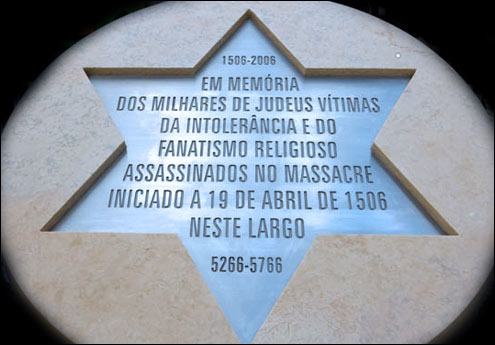 1506-2006
EM MEMÓRIA
DOS MILHARES DE JUDEUS VÍTIMAS
DA INTOLERÂNCIA E DO
FANATISMO RELIGIOSO
ASSASSINADOS NO MASSACRE
INICIADO A 19 DE ABRIL DE 1506
NESTE LARGO
5266-5766